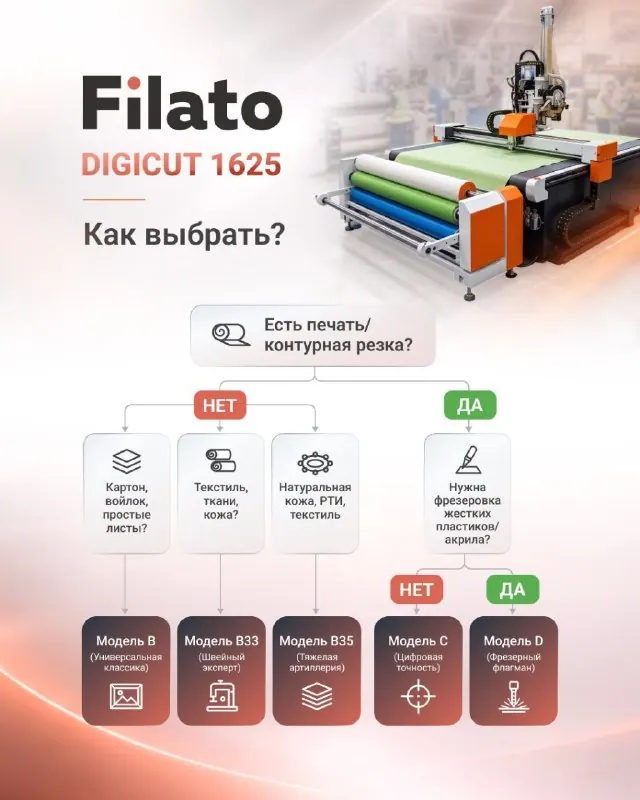 Filato
DIGICUT 1625
Как выбрать?
Есть печать/
контурная резка?
НЕТ
ДА
Картон,
войлок,
простые
листы?
Текстиль,
ткани,
кожа?
Натуральная
кожа, РТИ,
текстиль
Нужна
фрезеровка
жестких
пластиков/
акрила?
НЕТ
ДА
Модель B
(Универсальная
классика)
Модель B33
(Швейный
эксперт)
Модель B35
(Тяжелая
артиллерия)
Модель C
(Цифровая
точность)
Модель D
(Фрезерный
флагман)